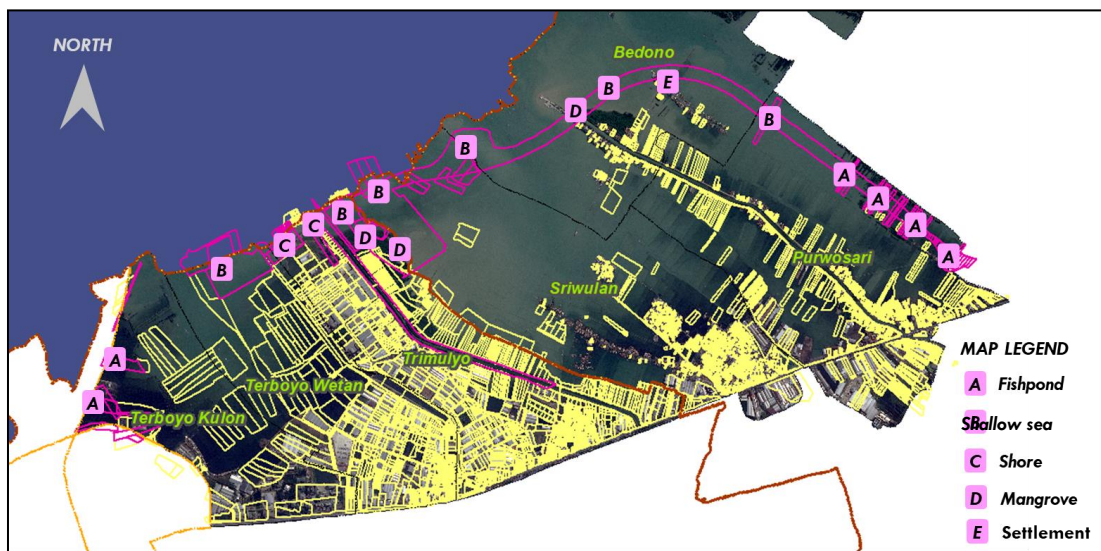 NORTH
Bedono
E
B
D
B
B
B
A
A
B
C
D
C
D
A
B
A
Purwosari
Sriwulan
A
Trimulyo
Terboyo Wetan
A
Terboyo Kulon
MAP LEGEND
A Fishpond
B Shallow sea
C Shore
D Mangrove
E Settlement